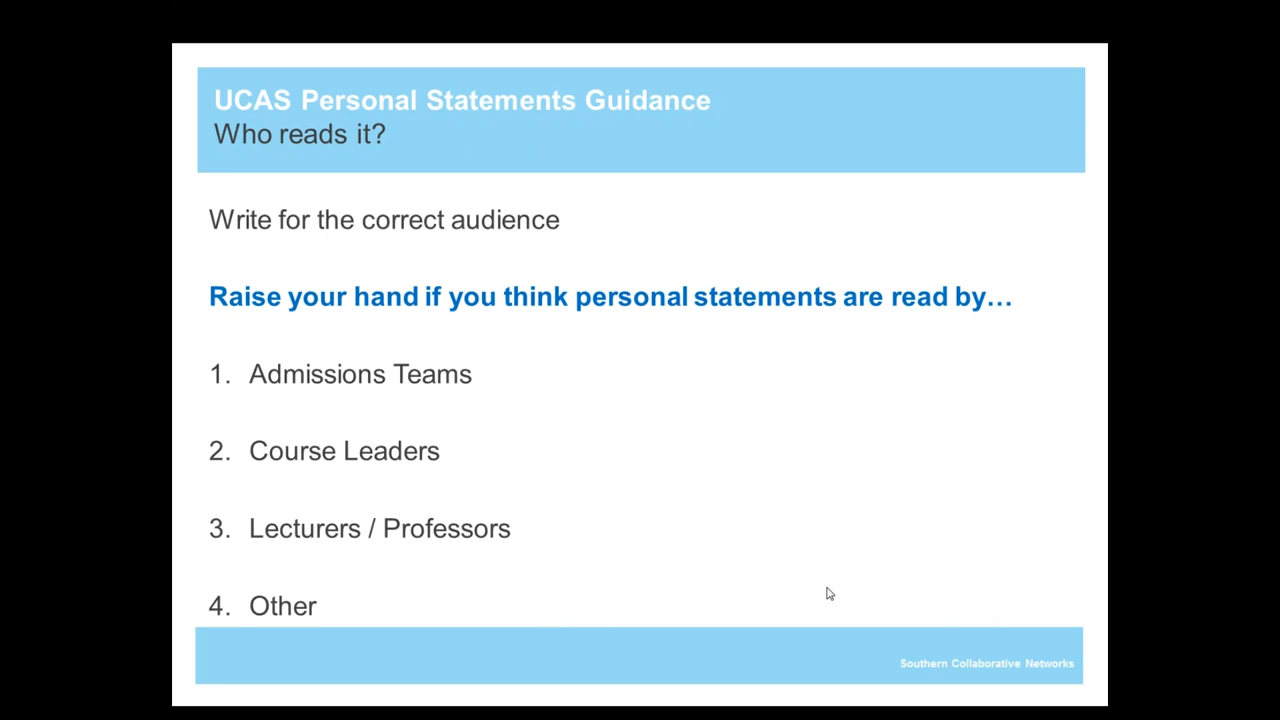 UCAS Personal Statements Guidance
Who reads it?
Write for the correct audience
Raise your hand if you think personal statements are read by…
1. Admissions Teams
2. Course Leaders
3. Lecturers / Professors
4. Other
Southern Collaborative Networks